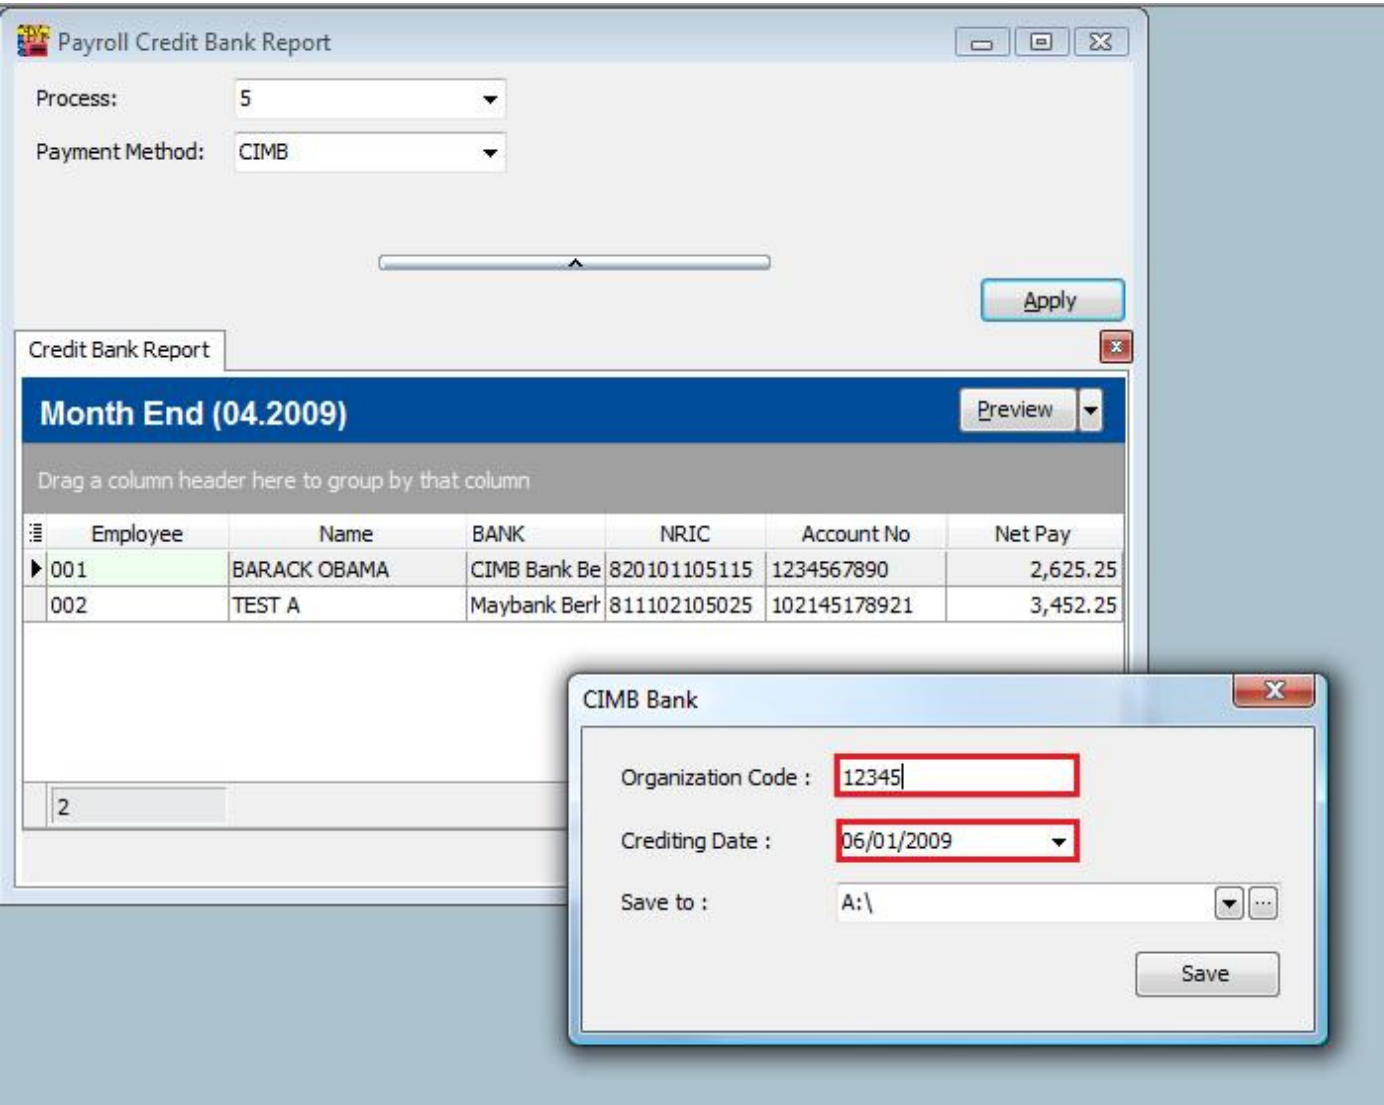 Payroll Credit Bank Report
Process: 5
Payment Method: CIMB
Apply
Credit Bank Report
Month End (04.2009) Preview
Drag a column header here to group by that column
Employee Name BANK NRIC Account No Net Pay
001 BARACK OBAMA CIMB Bank Be 820101105115 1234567890 2,625.25
002 TEST A Maybank Berh 811102105025 102145178921 3,452.25
2
CIMB Bank
Organization Code : 12345
Crediting Date : 06/01/2009
Save to : A:\
Save